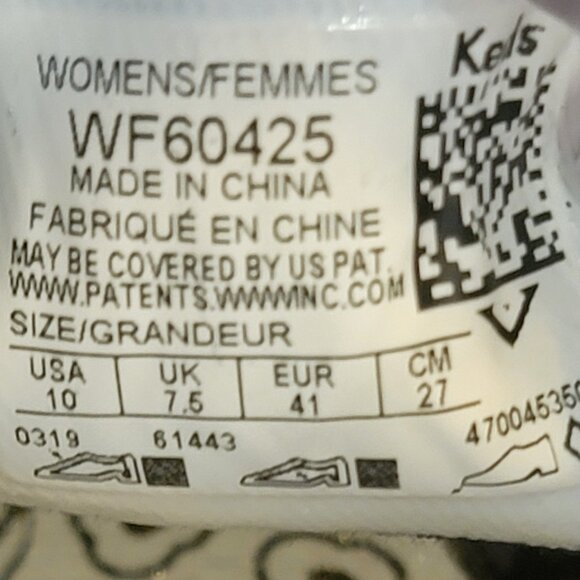 Keds
WOMENS/FEMMES
WF60425
MADE IN CHINA
FABRIQUÉ EN CHINE
MAY BE COVERED BY US PAT.
WWW.PATENTS.WWWINC.COM
SIZE/GRANDEUR
USA UK EUR CM
10 7,5 41 27
0319 61443